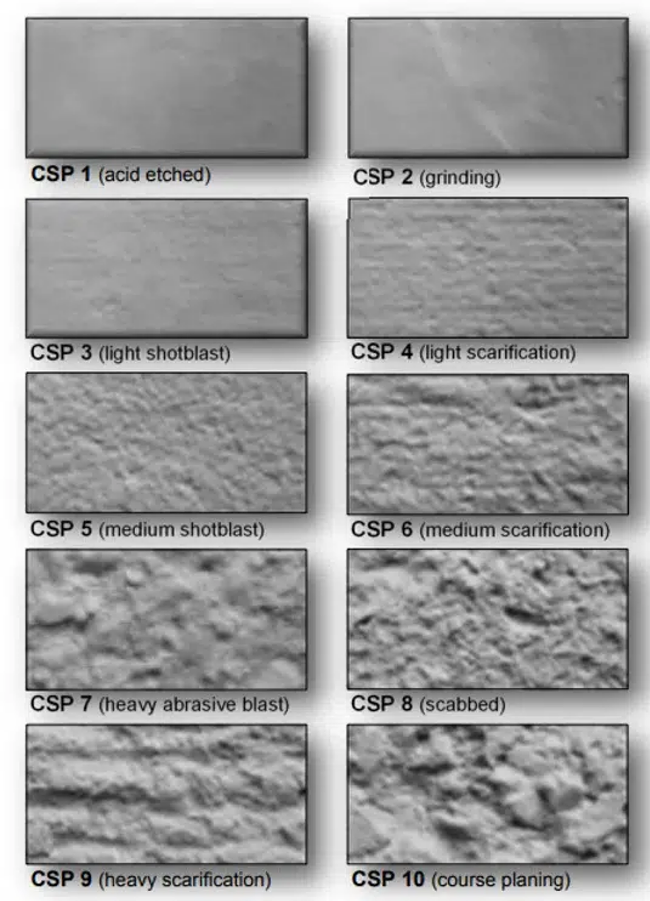 CSP 1 (acid etched)
CSP 2 (grinding)
CSP 3 (light shotblast)
CSP 4 (light scarification)
CSP 5 (medium shotblast)
CSP 6 (medium scarification)
CSP 7 (heavy abrasive blast)
CSP 8 (scabbed)
CSP 9 (heavy scarification)
CSP 10 (course planing)